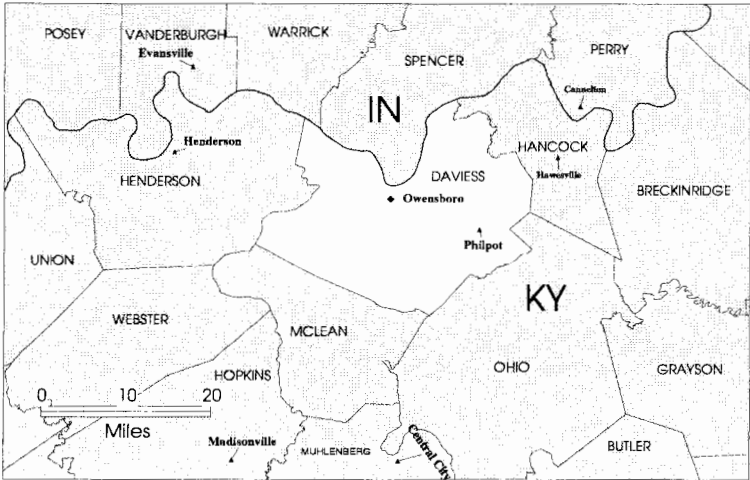 POSEY
VANDERBURGH
WARRICK
Evansville
SPENCER
PERRY
Cannelton
IN
Henderson
HANCOCK
Hawesville
HENDERSON
DAVIESS
BRECKINRIDGE
Owensboro
Philpot
UNION
KY
WEBSTER
MCLEAN
OHIO
GRAYSON
HOPKINS
0 10 20
Miles
Madisonville
MUHLENBERG
Central City
BUTLER